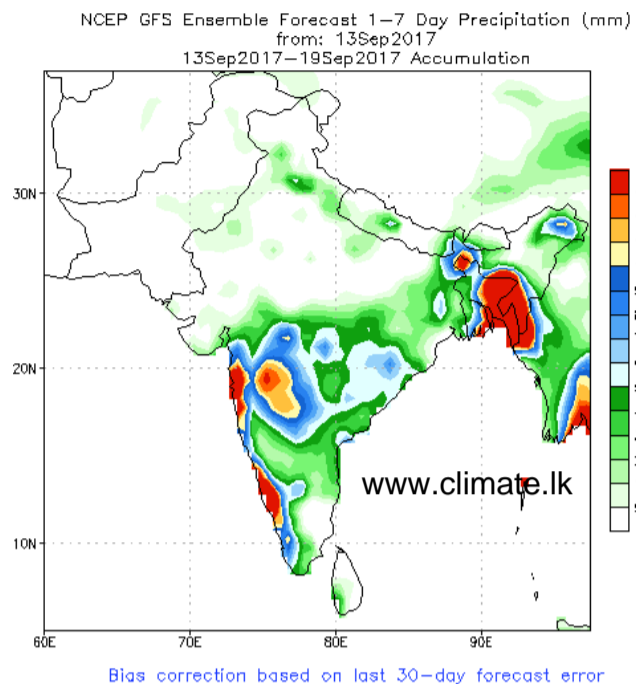 NCEP GFS Ensemble Forecast 1-7 Day Precipitation (mm)
from: 13Sep2017
13Sep2017-19Sep2017 Accumulation
30N
20N
10N
www.climate.lk
60E 70E 80E 90E
Bias correction based on last 30-day forecast error